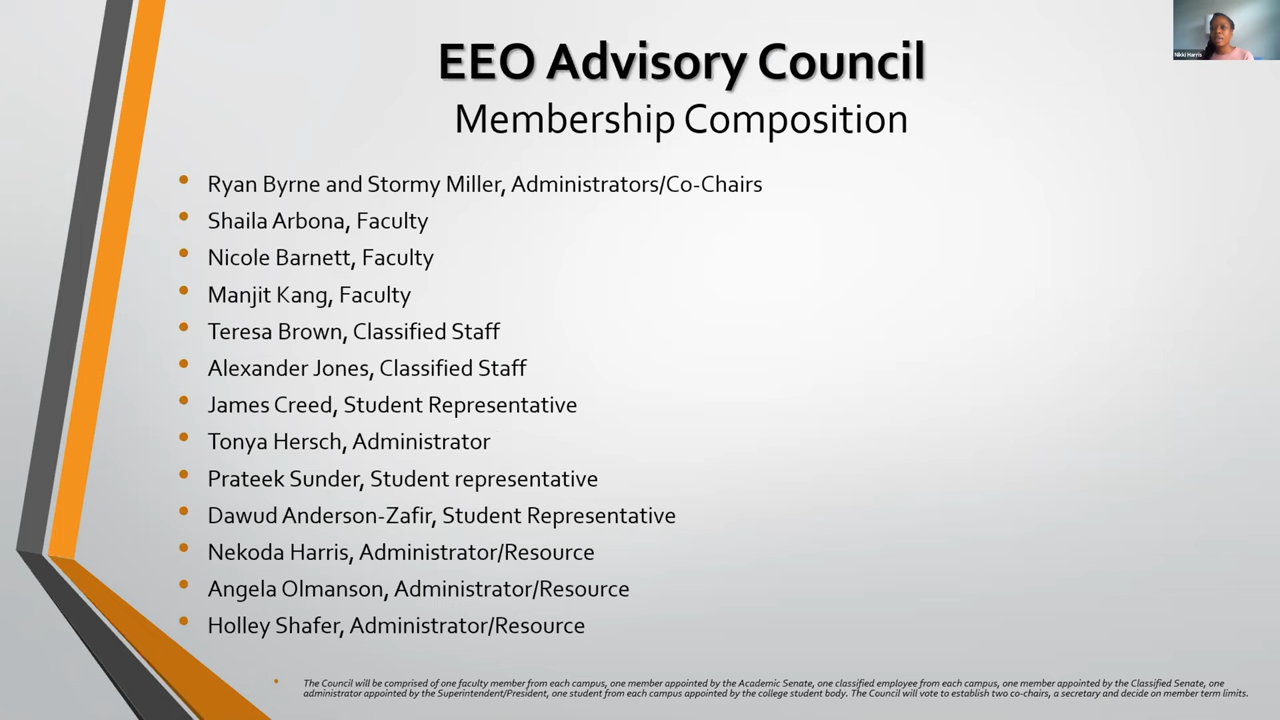 EEO Advisory Council
Membership Composition
Nikki Harris
Ryan Byrne and Stormy Miller, Administrators/Co-Chairs
Shaila Arbona, Faculty
Nicole Barnett, Faculty
Manjit Kang, Faculty
Teresa Brown, Classified Staff
Alexander Jones, Classified Staff
James Creed, Student Representative
Tonya Hersch, Administrator
Prateek Sunder, Student representative
Dawud Anderson-Zafir, Student Representative
Nekoda Harris, Administrator/Resource
Angela Olmanson, Administrator/Resource
Holley Shafer, Administrator/Resource
The Council will be comprised of one faculty member from each campus, one member appointed by the Academic Senate, one classified employee from each campus, one member appointed by the Classified Senate, one
administrator appointed by the Superintendent/President, one student from each campus appointed by the college student body. The Council will vote to establish two co-chairs, a secretary and decide on member term limits.